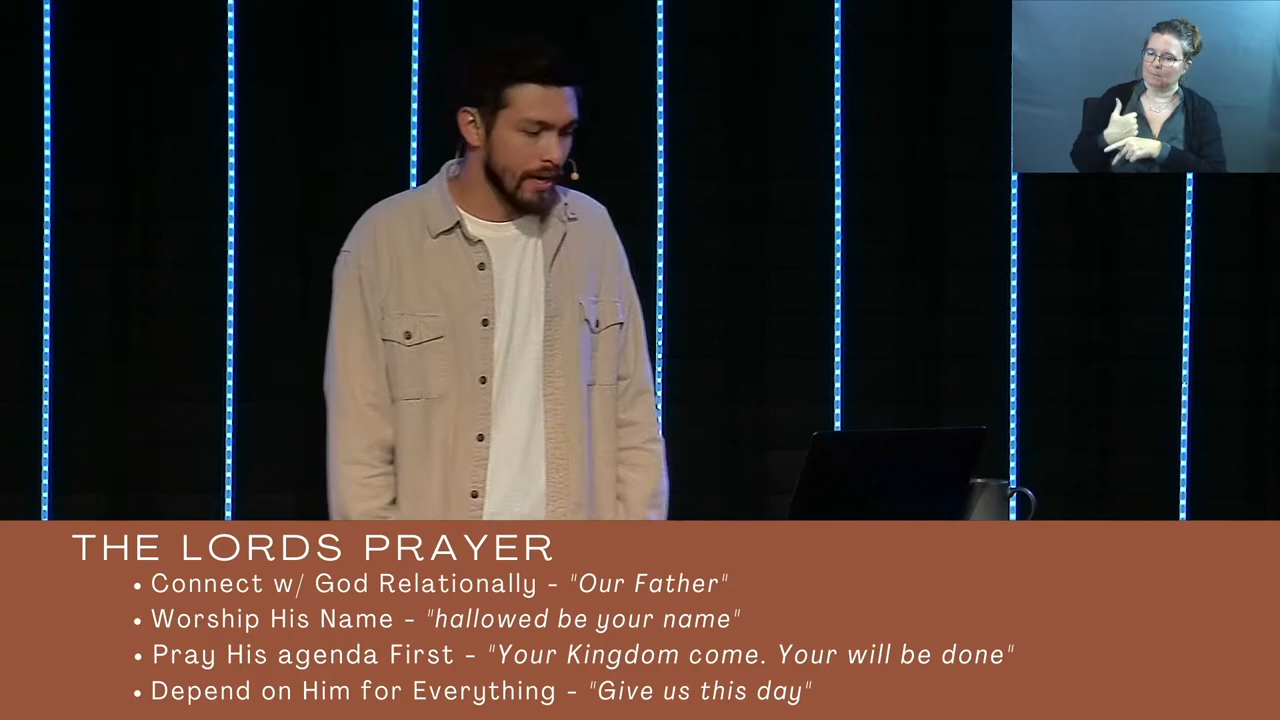 THE LORDS PRAYER
• Connect w/ God Relationally - "Our Father"
• Worship His Name - "hallowed be your name"
• Pray His agenda First - "Your Kingdom come. Your will be done"
• Depend on Him for Everything - "Give us this day"